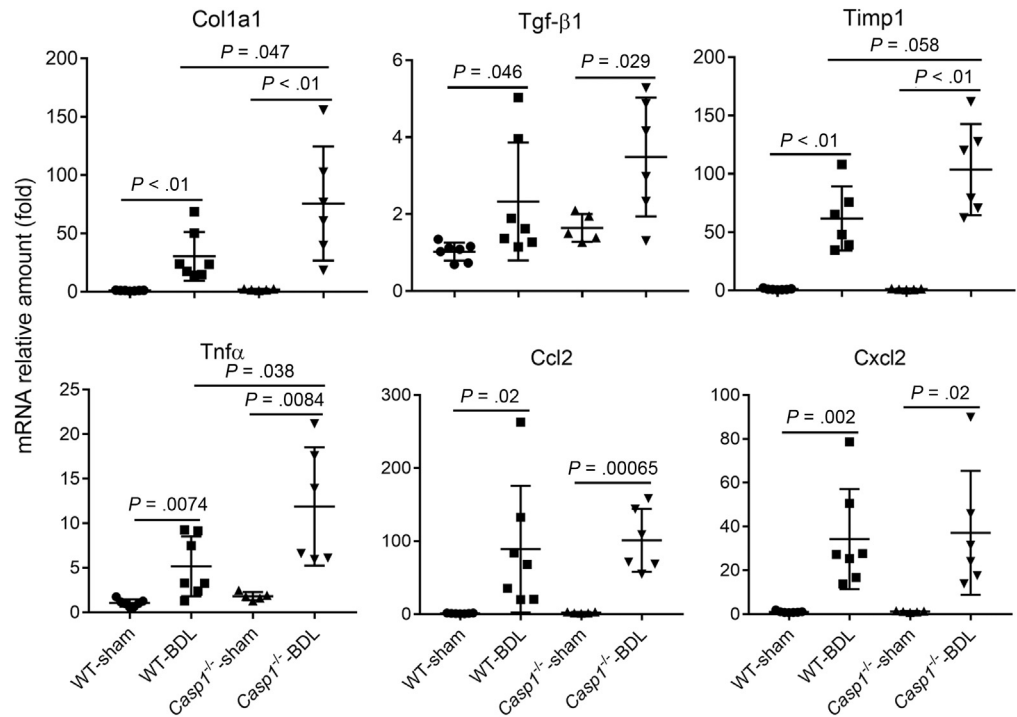 Col1a1
Tgf-β1
Timp1
mRNA relative amount (fold)
200
150
100
50
0
P = .047
P < .01
P < .01
6
4
2
0
P = .046
P = .029
200
150
100
50
0
P = .058
P < .01
P < .01
Tnfα
Ccl2
Cxcl2
25
20
15
10
5
0
P = .038
P = .0084
P = .0074
300
200
100
0
P = .02
P = .00065
100
80
60
40
20
0
P = .002
P = .02
WT-sham
WT-BDL
Casp1-/--sham
Casp1-/--BDL
WT-sham
WT-BDL
Casp1-/--sham
Casp1-/--BDL
WT-sham
WT-BDL
Casp1-/--sham
Casp1-/--BDL